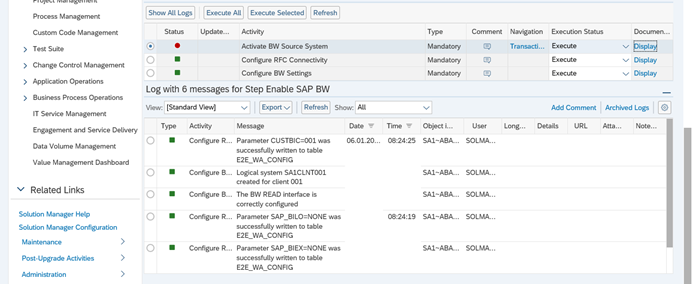 Project Management
Process Management
Custom Code Management
Test Suite
Change Control Management
Application Operations
Business Process Operations
IT Service Management
Engagement and Service Delivery
Data Volume Management
Value Management Dashboard
Related Links
Solution Manager Help
Solution Manager Configuration
Maintenance
Post-Upgrade Activities
Administration
Show All Logs Execute All Execute Selected Refresh
Status Update... Activity Type Comment Navigation Execution Status Documen...
Activate BW Source System Mandatory Transacti... Execute Display
Configure RFC Connectivity Mandatory Execute Display
Configure BW Settings Mandatory Execute Display
Log with 6 messages for Step Enable SAP BW
View: [Standard View] Export Refresh Show: All Add Comment Archived Logs
Type Activity Message Date Time Object i... User Long... Details URL Atta... Note...
Configure R... Parameter CUSTBIC=001 was 06.01.20... 08:24:25 SA1~ABA... SOLMA...
successfully written to table
E2E_WA_CONFIG
Configure B... Logical system SA1CLNT001 SA1~ABA... SOLMA...
created for client 001
Configure B... The BW READ interface is SA1~ABA... SOLMA...
correctly configured
Configure R... Parameter SAP_BILO=NONE was 08:24:19 SA1~ABA... SOLMA...
successfully written to table
E2E_WA_CONFIG
Configure R... Parameter SAP_BIEX=NONE was SA1~ABA... SOLMA...
successfully written to table
E2E_WA_CONFIG